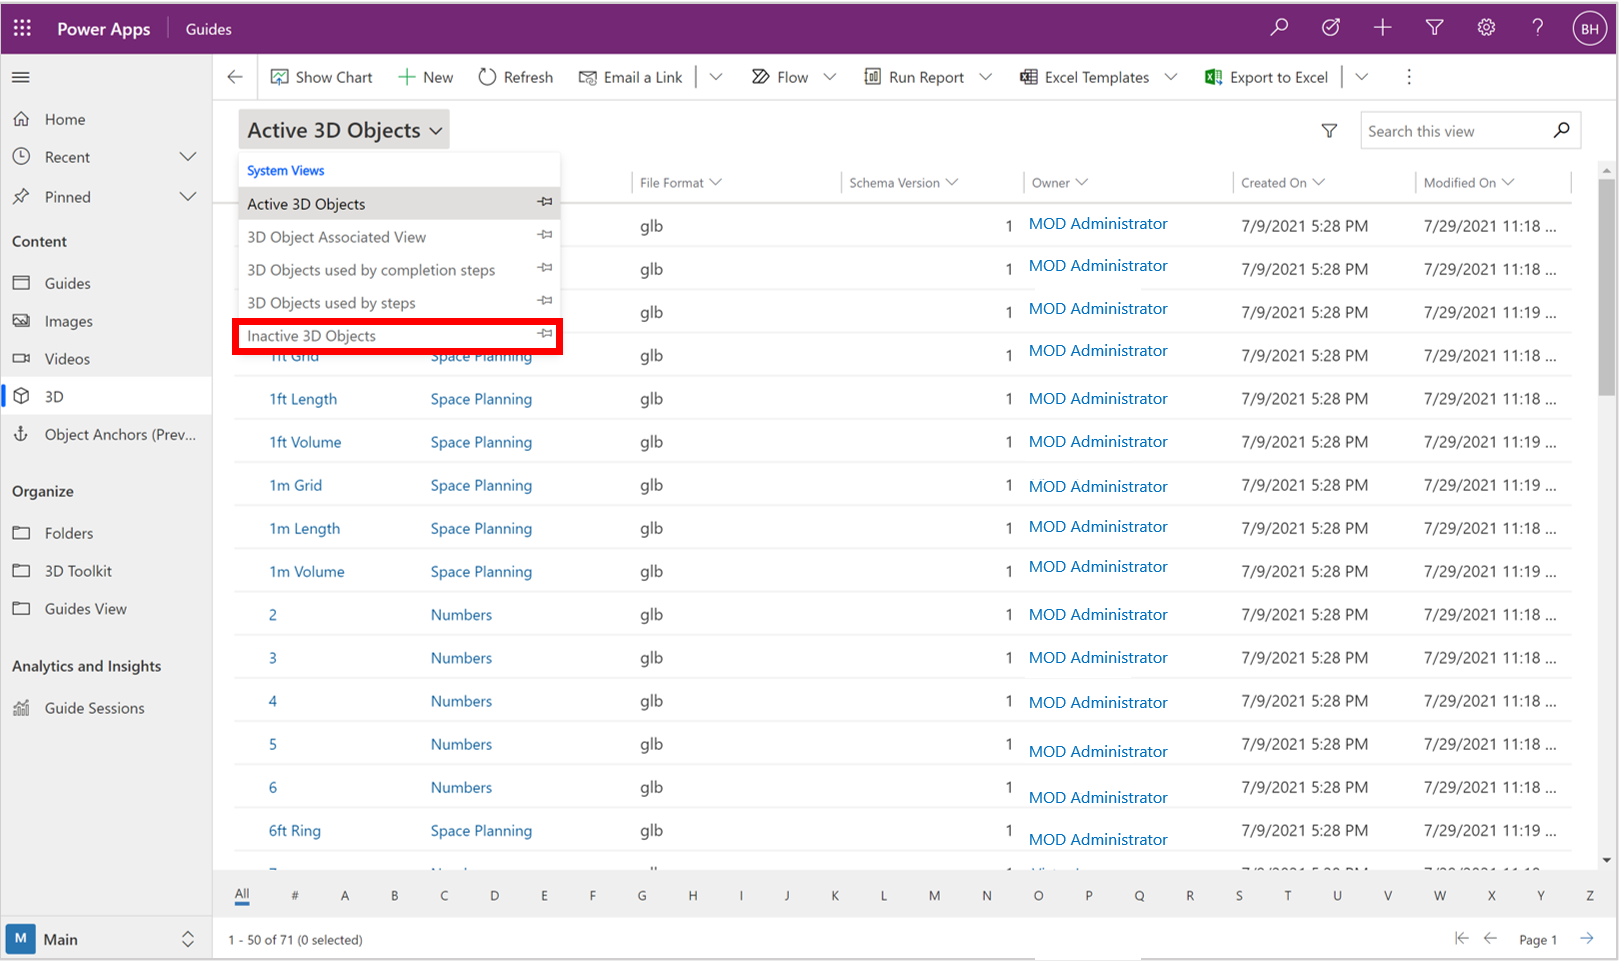 Power Apps Guides BH
Show Chart New Refresh Email a Link Flow Run Report Excel Templates Export to Excel
Home
Recent
Pinned
Content
Guides
Images
Videos
3D
Object Anchors (Prev...
Organize
Folders
3D Toolkit
Guides View
Analytics and Insights
Guide Sessions
M Main
Active 3D Objects
Search this view
System Views
Active 3D Objects
3D Object Associated View
3D Objects used by completion steps
3D Objects used by steps
Inactive 3D Objects
File Format Schema Version Owner Created On Modified On
glb 1 MOD Administrator 7/9/2021 5:28 PM 7/29/2021 11:18 ...
glb 1 MOD Administrator 7/9/2021 5:28 PM 7/29/2021 11:18 ...
glb 1 MOD Administrator 7/9/2021 5:28 PM 7/29/2021 11:18 ...
1ft Grid Space Planning glb 1 MOD Administrator 7/9/2021 5:28 PM 7/29/2021 11:18 ...
1ft Length Space Planning glb 1 MOD Administrator 7/9/2021 5:28 PM 7/29/2021 11:18 ...
1ft Volume Space Planning glb 1 MOD Administrator 7/9/2021 5:28 PM 7/29/2021 11:18 ...
1m Grid Space Planning glb 1 MOD Administrator 7/9/2021 5:28 PM 7/29/2021 11:19 ...
1m Length Space Planning glb 1 MOD Administrator 7/9/2021 5:28 PM 7/29/2021 11:18 ...
1m Volume Space Planning glb 1 MOD Administrator 7/9/2021 5:28 PM 7/29/2021 11:19 ...
2 Numbers glb 1 MOD Administrator 7/9/2021 5:28 PM 7/29/2021 11:18 ...
3 Numbers glb 1 MOD Administrator 7/9/2021 5:28 PM 7/29/2021 11:18 ...
4 Numbers glb 1 MOD Administrator 7/9/2021 5:28 PM 7/29/2021 11:18 ...
5 Numbers glb 1 MOD Administrator 7/9/2021 5:28 PM 7/29/2021 11:18 ...
6 Numbers glb 1 MOD Administrator 7/9/2021 5:28 PM 7/29/2021 11:18 ...
6ft Ring Space Planning glb 1 MOD Administrator 7/9/2021 5:28 PM 7/29/2021 11:19 ...
All # A B C D E F G H I J K L M N O P Q R S T U V W X Y Z
1 - 50 of 71 (0 selected) Page 1